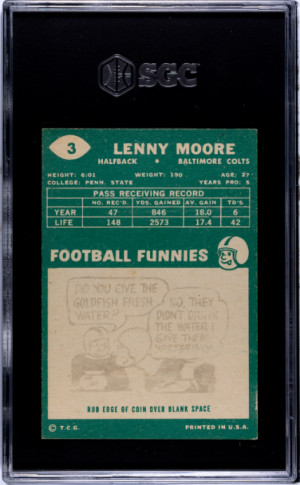 SGC
3
LENNY MOORE
HALFBACK • BALTIMORE COLTS
HEIGHT: 6:01 WEIGHT: 190 AGE: 27
COLLEGE: PENN. STATE YEARS PRO: 5
PASS RECEIVING RECORD
NO. REC'D. YDS. GAINED AV. GAIN TD'S
YEAR 47 846 18.0 6
LIFE 148 2573 17.4 42
FOOTBALL FUNNIES
DO YOU GIVE THE
GOLDFISH FRESH
WATER?
NO, THEY
DIDN'T DRINK
THE WATER I
GAVE THEM
YESTERDAY
RUB EDGE OF COIN OVER BLANK SPACE
© T.C.G. PRINTED IN U.S.A.